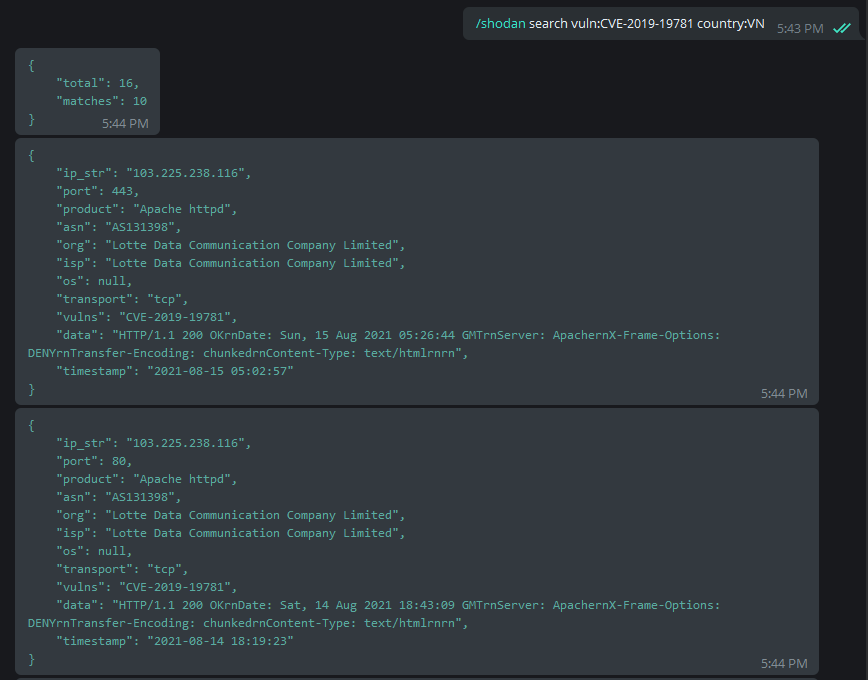 /shodan search vuln:CVE-2019-19781 country:VN 5:43 PM
{
"total": 16,
"matches": 10
} 5:44 PM
{
"ip_str": "103.225.238.116",
"port": 443,
"product": "Apache httpd",
"asn": "AS131398",
"org": "Lotte Data Communication Company Limited",
"isp": "Lotte Data Communication Company Limited",
"os": null,
"transport": "tcp",
"vulns": "CVE-2019-19781",
"data": "HTTP/1.1 200 OKrnDate: Sun, 15 Aug 2021 05:26:44 GMTrnServer: ApachernX-Frame-Options:
DENYrnTransfer-Encoding: chunkedrnContent-Type: text/htmlrnrn",
"timestamp": "2021-08-15 05:02:57"
}
5:44 PM
{
"ip_str": "103.225.238.116",
"port": 80,
"product": "Apache httpd",
"asn": "AS131398",
"org": "Lotte Data Communication Company Limited",
"isp": "Lotte Data Communication Company Limited",
"os": null,
"transport": "tcp",
"vulns": "CVE-2019-19781",
"data": "HTTP/1.1 200 OKrnDate: Sat, 14 Aug 2021 18:43:09 GMTrnServer: ApachernX-Frame-Options:
DENYrnTransfer-Encoding: chunkedrnContent-Type: text/htmlrnrn",
"timestamp": "2021-08-14 18:19:23"
}
5:44 PM